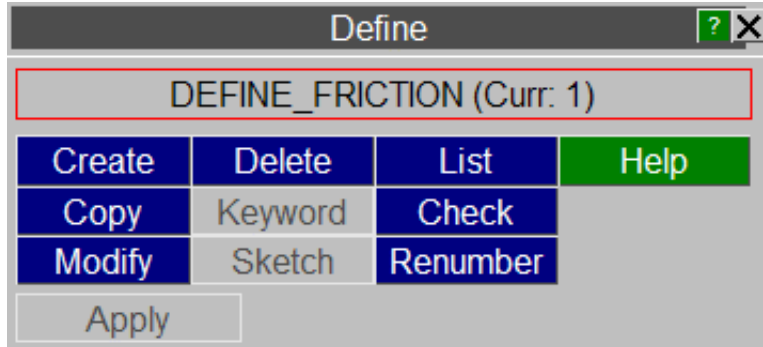 Define ?
DEFINE_FRICTION (Curr: 1)
Create Delete List Help
Copy Keyword Check
Modify Sketch Renumber
Apply